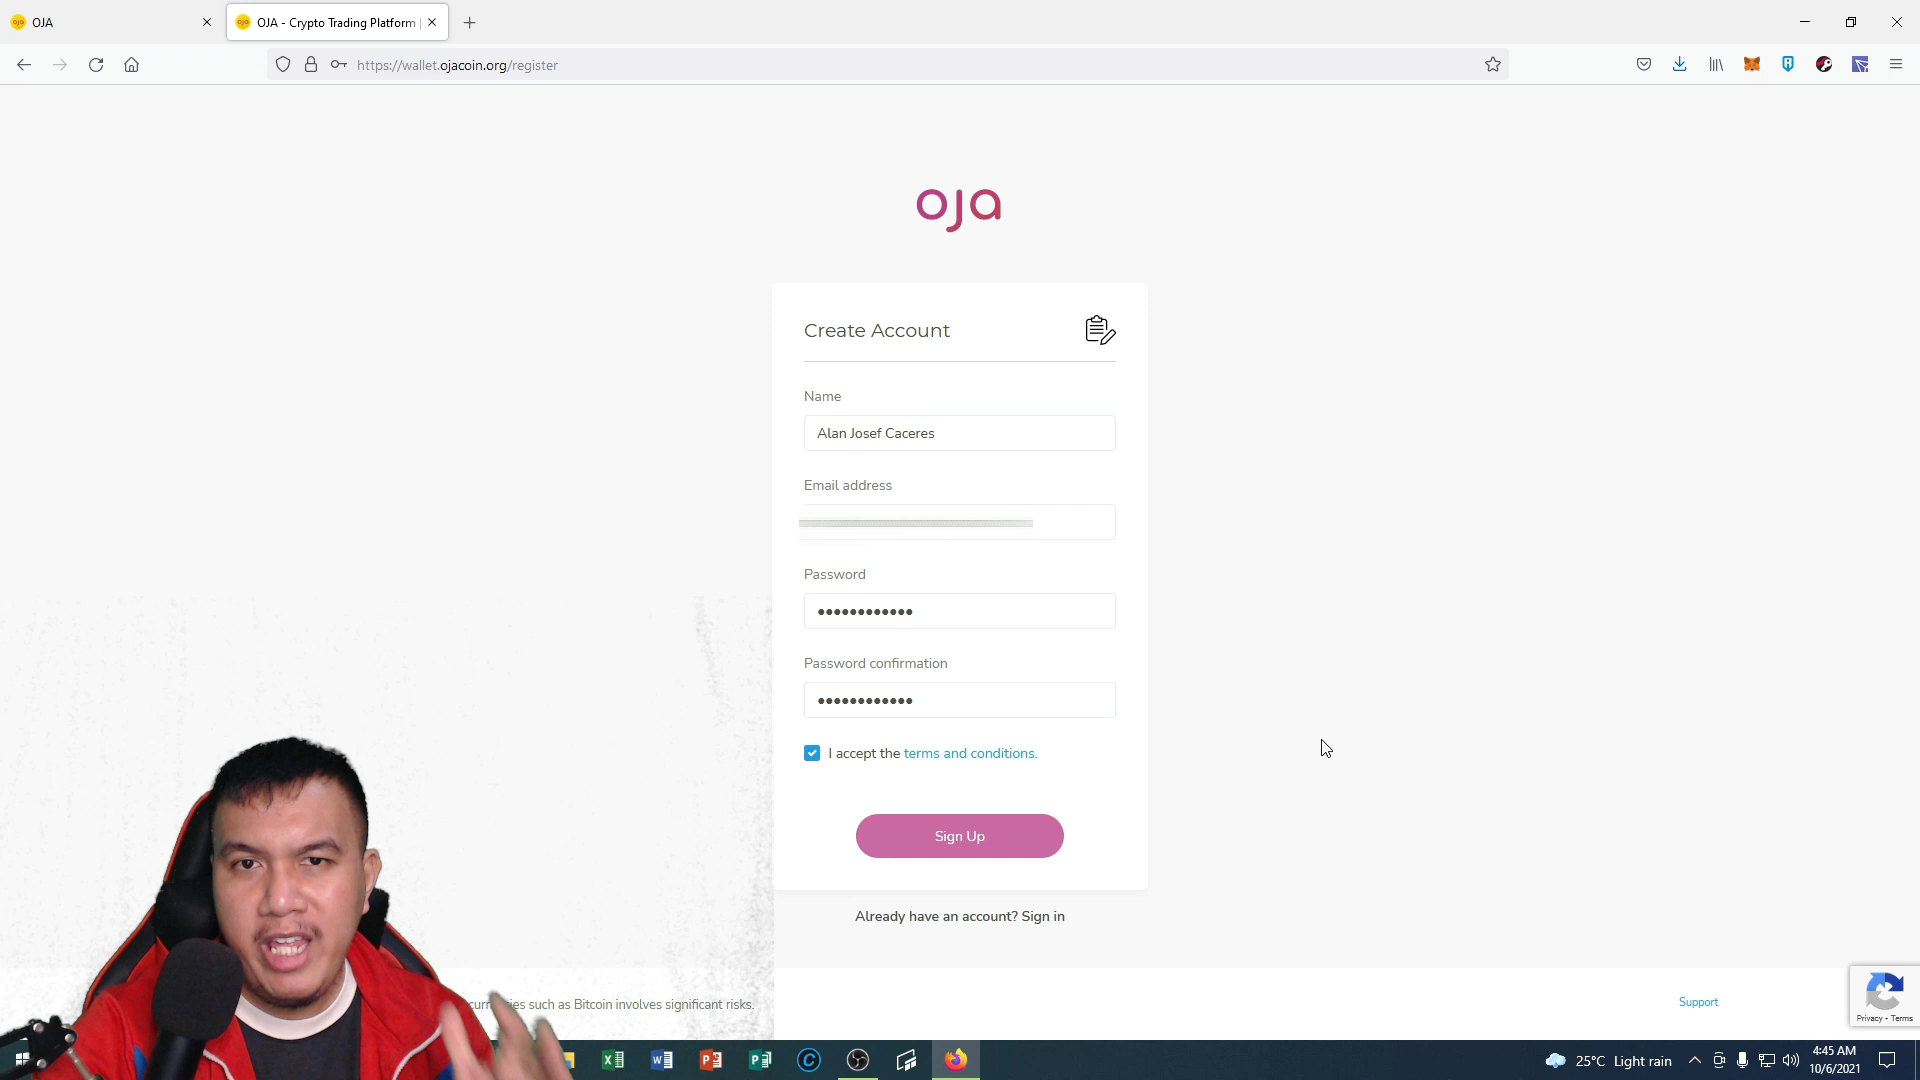 OJA
OJA - Crypto Trading Platform
https://wallet.ojacoin.org/register
oja
Create Account
Name
Alan Josef Caceres
Email address
Password
Password confirmation
I accept the terms and conditions.
Sign Up
Already have an account? Sign in
such as Bitcoin involves significant risks.
Support
Privacy - Terms
25°C Light rain
4:45 AM
10/6/2021